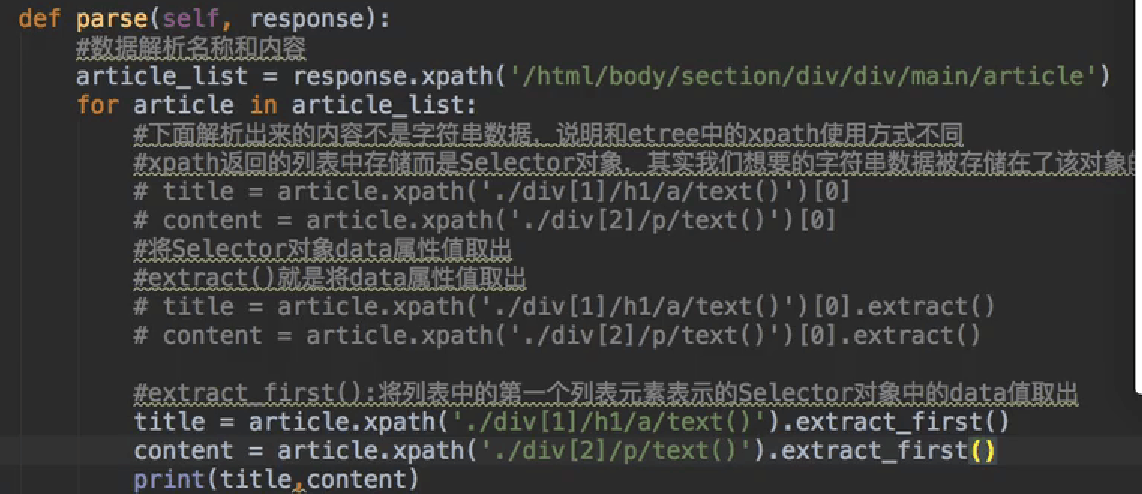 def parse(self, response):
#数据解析名称和内容
article_list = response.xpath('/html/body/section/div/div/main/article')
for article in article_list:
#下面解析出来的内容不是字符串数据，说明和etree中的xpath使用方式不同
#xpath返回的列表中存储而是Selector对象，其实我们想要的字符串数据被存储在了该对象的
# title = article.xpath('./div[1]/h1/a/text()')[0]
# content = article.xpath('./div[2]/p/text()')[0]
#将Selector对象data属性值取出
#extract()就是将data属性值取出
# title = article.xpath('./div[1]/h1/a/text()')[0].extract()
# content = article.xpath('./div[2]/p/text()')[0].extract()
#extract_first():将列表中的第一个列表元素表示的Selector对象中的data值取出
title = article.xpath('./div[1]/h1/a/text()').extract_first()
content = article.xpath('./div[2]/p/text()').extract_first()
print(title,content)